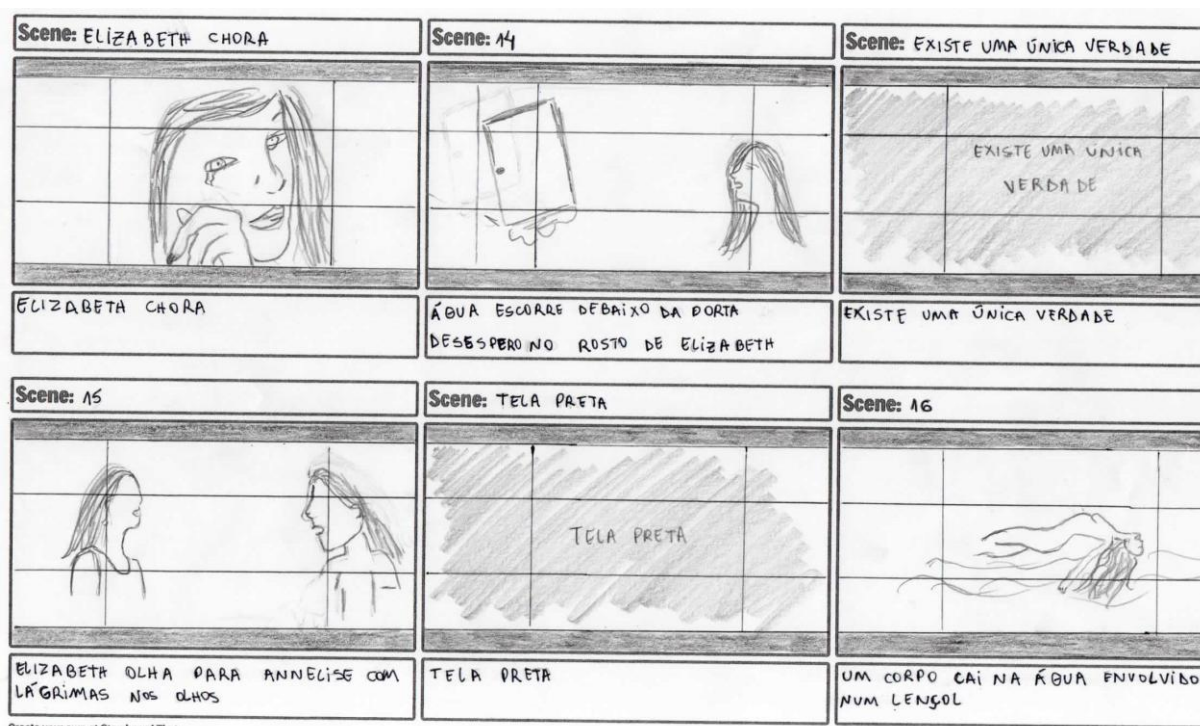 Scene: ELIZABETH CHORA
Scene: 14
Scene: EXISTE UMA ÚNICA VERDADE
EXISTE UMA ÚNICA
VERDADE
ELIZABETH CHORA
ÁGUA ESCORRE DEBAIXO DA PORTA
DESESPERO NO ROSTO DE ELIZABETH
EXISTE UMA ÚNICA VERDADE
Scene: 15
Scene: TELA PRETA
Scene: 16
TELA PRETA
ELIZABETH OLHA PARA ANNELISE COM
LÁGRIMAS NOS OLHOS
TELA PRETA
UM CORPO CAI NA ÁGUA ENVOLVIDO
NUM LENÇOL